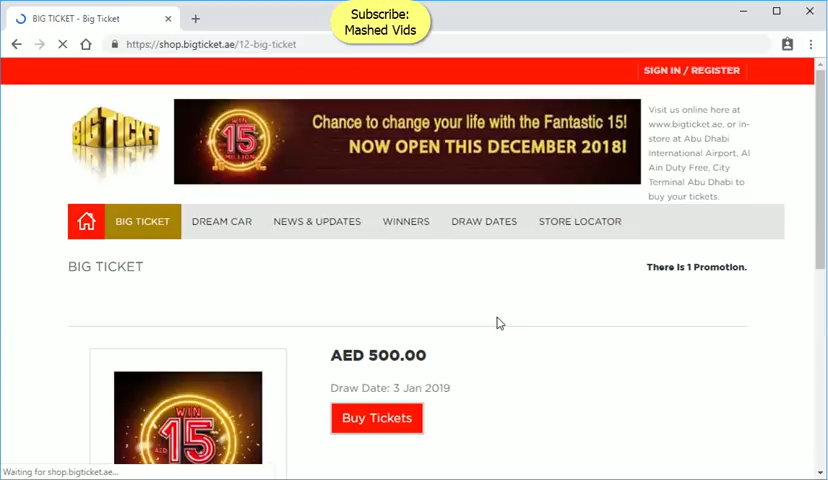 Subscribe:
Mashed Vids
BIG TICKET - Big Ticket
https://shop.bigticket.ae/12-big-ticket
SIGN IN / REGISTER
BIG TICKET
WIN
15
MILLION
Chance to change your life with the Fantastic 15!
NOW OPEN THIS DECEMBER 2018!
Visit us online here at
www.bigticket.ae, or in-
store at Abu Dhabi
International Airport, Al
Ain Duty Free, City
Terminal Abu Dhabi to
buy your tickets.
BIG TICKET
DREAM CAR
NEWS & UPDATES
WINNERS
DRAW DATES
STORE LOCATOR
BIG TICKET
There is 1 Promotion.
AED 500.00
Draw Date: 3 Jan 2019
Buy Tickets
WIN
AED
15
Waiting for shop.bigticket.ae...